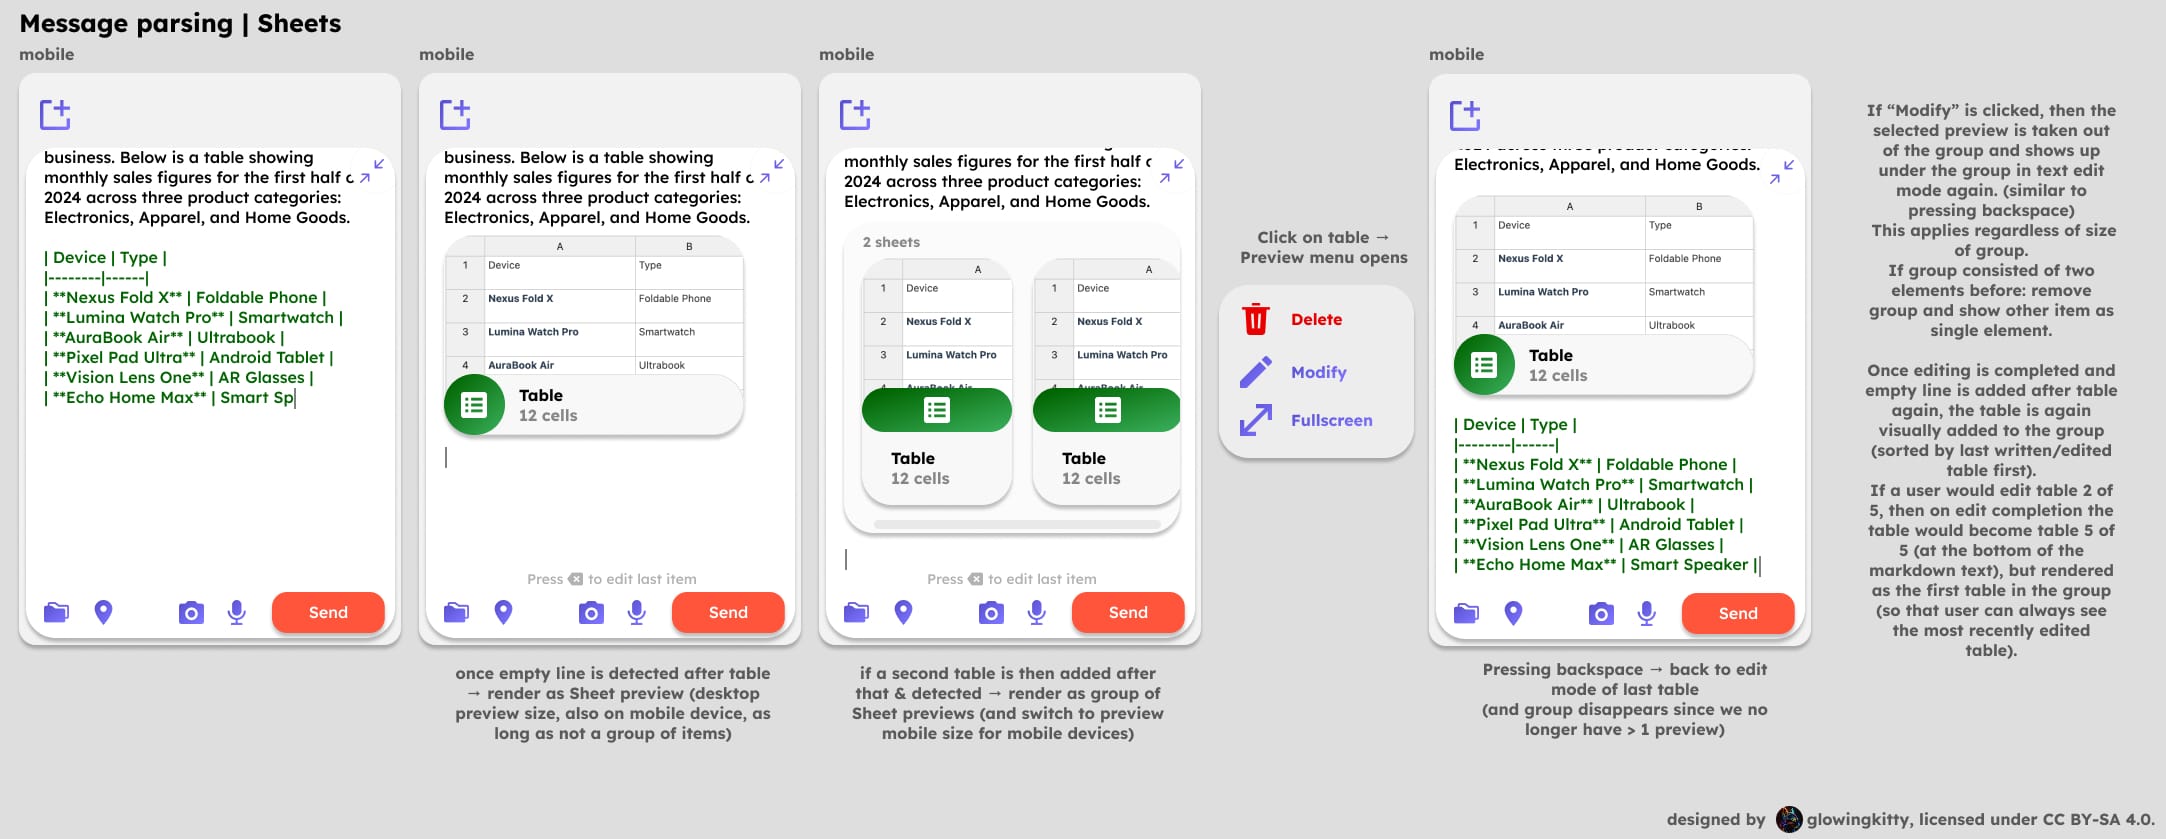 Message parsing | Sheets
mobile
business. Below is a table showing
monthly sales figures for the first half
2024 across three product categories:
Electronics, Apparel, and Home Goods.
| Device | Type |
|--------|------|
| **Nexus Fold X** | Foldable Phone |
| **Lumina Watch Pro** | Smartwatch |
| **AuraBook Air** | Ultrabook |
| **Pixel Pad Ultra** | Android Tablet |
| **Vision Lens One** | AR Glasses |
| **Echo Home Max** | Smart Sp
Send
mobile
business. Below is a table showing
monthly sales figures for the first half
2024 across three product categories:
Electronics, Apparel, and Home Goods.
A B
1 Device Type
2 Nexus Fold X Foldable Phone
3 Lumina Watch Pro Smartwatch
4 AuraBook Air Ultrabook
Table
12 cells
Press to edit last item
Send
once empty line is detected after table
→ render as Sheet preview (desktop
preview size, also on mobile device, as
long as not a group of items)
mobile
monthly sales figures for the first half
2024 across three product categories:
Electronics, Apparel, and Home Goods.
2 sheets
A
1 Device
2 Nexus Fold X
3 Lumina Watch Pro
4 AuraBook Air
Table
12 cells
A
1 Device
2 Nexus Fold X
3 Lumina Watch Pro
4 AuraBook Air
Table
12 cells
Press to edit last item
Send
if a second table is then added after
that & detected → render as group of
Sheet previews (and switch to preview
mobile size for mobile devices)
Click on table →
Preview menu opens
Delete
Modify
Fullscreen
mobile
2024 across three product categories:
Electronics, Apparel, and Home Goods.
A B
1 Device Type
2 Nexus Fold X Foldable Phone
3 Lumina Watch Pro Smartwatch
4 AuraBook Air Ultrabook
Table
12 cells
| Device | Type |
|--------|------|
| **Nexus Fold X** | Foldable Phone |
| **Lumina Watch Pro** | Smartwatch |
| **AuraBook Air** | Ultrabook |
| **Pixel Pad Ultra** | Android Tablet |
| **Vision Lens One** | AR Glasses |
| **Echo Home Max** | Smart Speaker |
Send
Pressing backspace → back to edit
mode of last table
(and group disappears since we no
longer have > 1 preview)
If “Modify” is clicked, then the
selected preview is taken out
of the group and shows up
under the group in text edit
mode again. (similar to
pressing backspace)
This applies regardless of size
of group.
If group consisted of two
elements before: remove
group and show other item as
single element.
Once editing is completed and
empty line is added after table
again, the table is again
visually added to the group
(sorted by last written/edited
table first).
If a user would edit table 2 of
5, then on edit completion the
table would become table 5 of
5 (at the bottom of the
markdown text), but rendered
as the first table in the group
(so that user can always see
the most recently edited
table).
designed by glowingkitty, licensed under CC BY-SA 4.0.